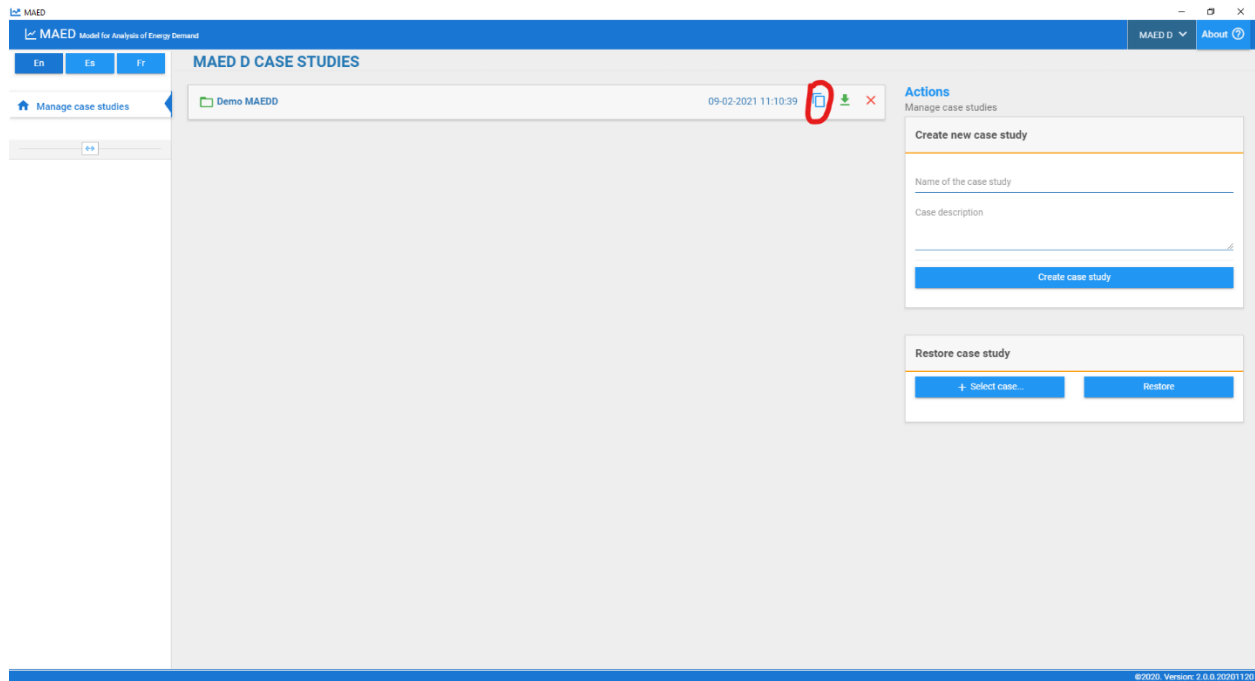 MAED
MAED Model for Analysis of Energy Demand
MAED D
About
En
Es
Fr
MAED D CASE STUDIES
Manage case studies
Demo MAEDD
09-02-2021 11:10:39
Actions
Manage case studies
Create new case study
Name of the case study
Case description
Create case study
Restore case study
+ Select case...
Restore
©2020. Version: 2.0.0.20201120